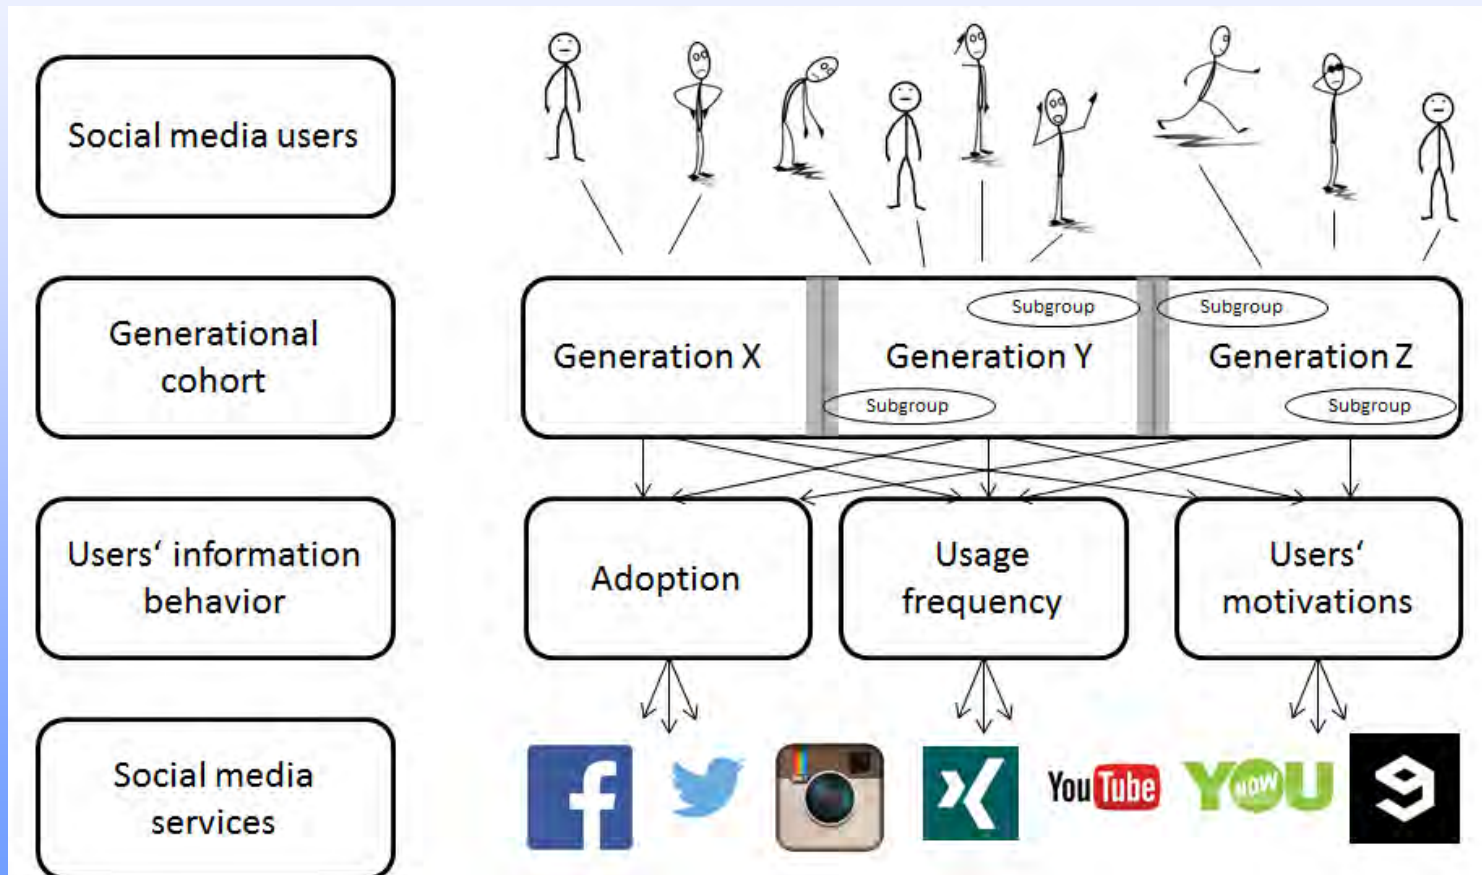 Social media users
Generational
cohort
Generation X
Subgroup
Generation Y
Subgroup
Subgroup
Generation Z
Subgroup
Users‘ information
behavior
Adoption
Usage
frequency
Users‘
motivations
Social media
services
f
You Tube
YOU
NOW
9